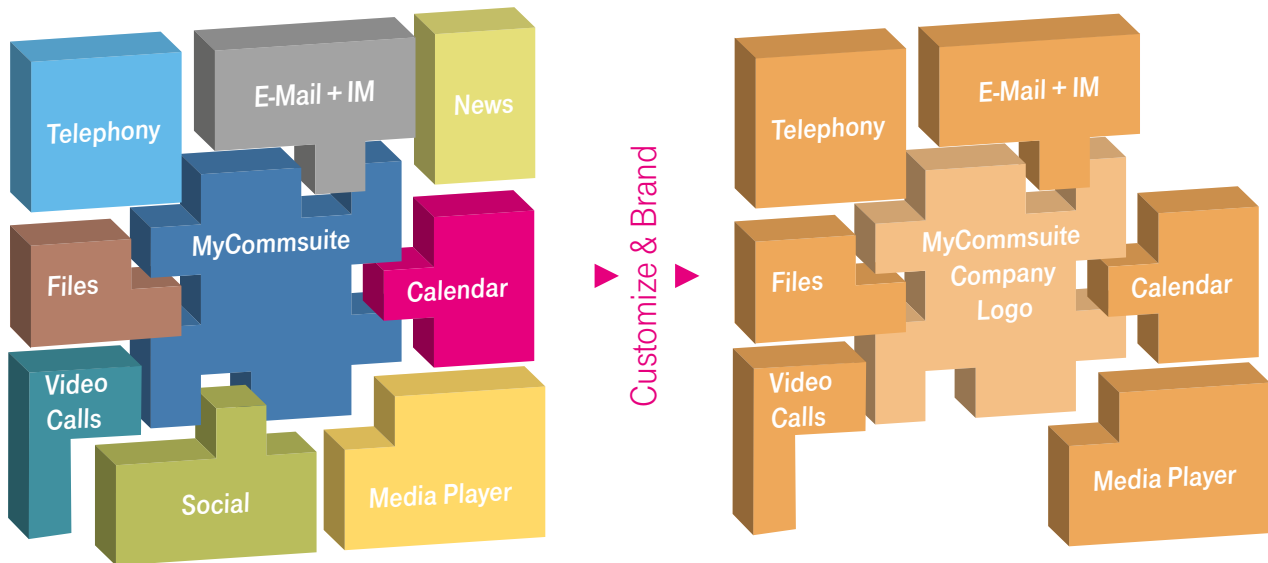 E-Mail + IM
News
Telephony
MyCommsuite
Files
Calendar
Video
Calls
Social
Media Player
Customize & Brand
E-Mail + IM
Telephony
MyCommsuite
Company
Logo
Files
Calendar
Video
Calls
Media Player